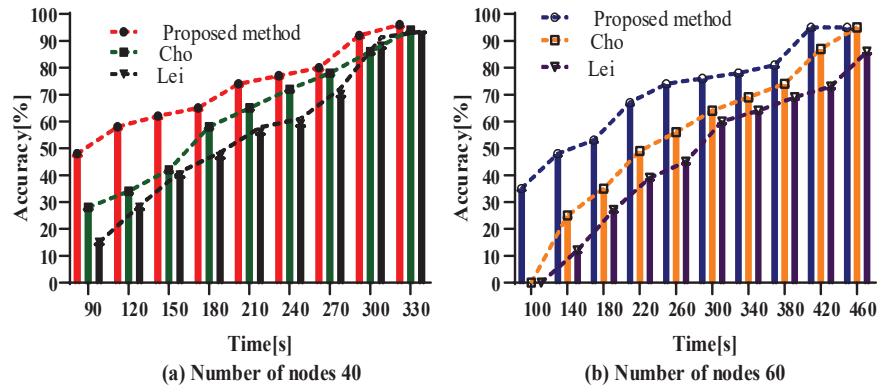 Proposed method
Cho
Lei
Accuracy[%]
100
90
80
70
60
50
40
30
20
10
0
90 120 150 180 210 240 270 300 330
Time[s]
(a) Number of nodes 40
Proposed method
Cho
Lei
Accuracy[%]
100
90
80
70
60
50
40
30
20
10
0
100 140 180 220 260 300 340 380 420 460
Time[s]
(b) Number of nodes 60